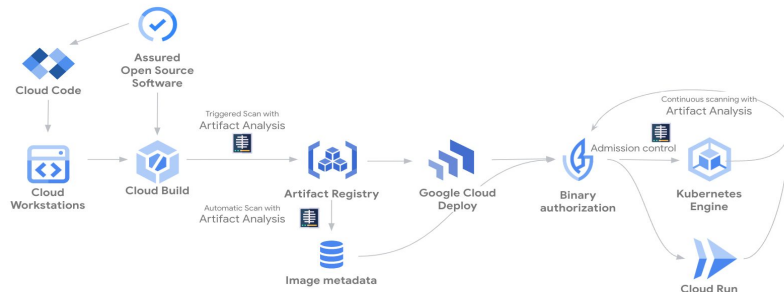 Assured
Open Source
Software
Cloud Code
Cloud
Workstations
Cloud Build
Triggered Scan with
Artifact Analysis
Artifact Registry
Automatic Scan with
Artifact Analysis
Image metadata
Google Cloud
Deploy
Binary
authorization
Admission control
Continuous scanning with
Artifact Analysis
Kubernetes
Engine
Cloud Run